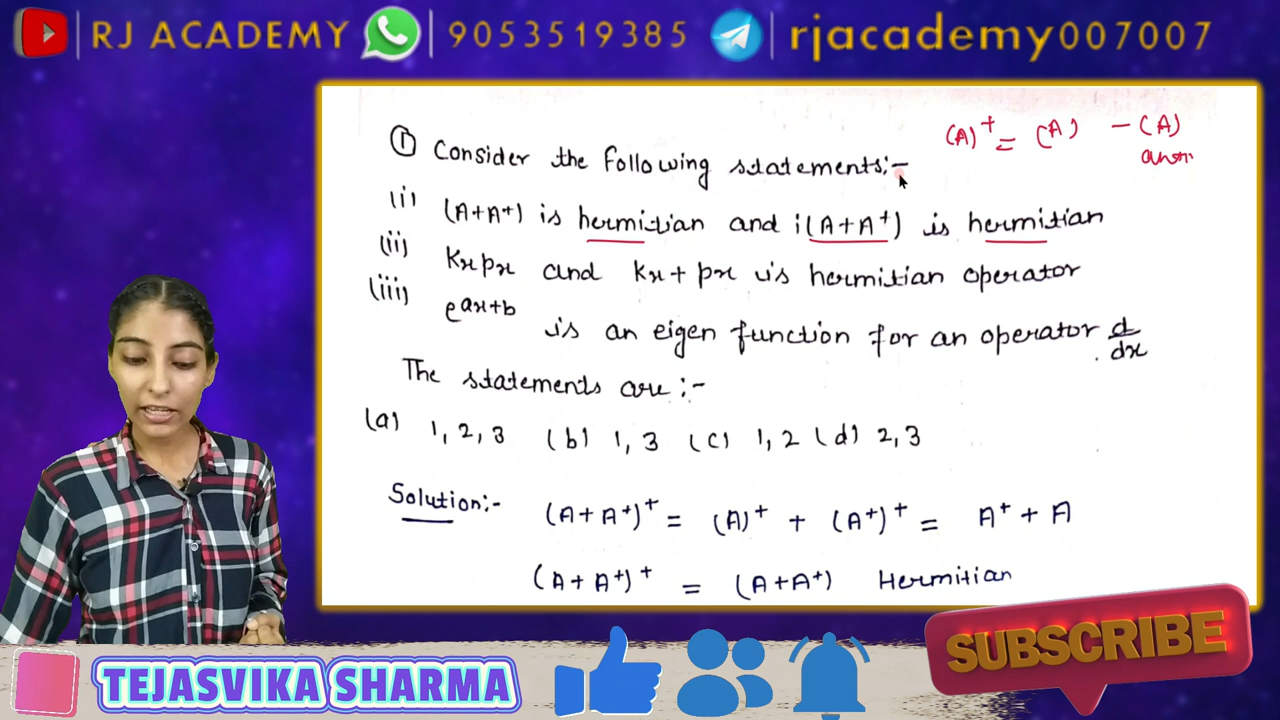 RJ ACADEMY | 9053519385 | rjacademy007007
(A)⁺ = (A) - (A)
① Consider the following statements:-
(i) (A+A⁺) is hermitian and i(A+A⁺) is hermitian
(ii) Kxpx and Kx+px is hermitian operator
(iii) e^{ax+b} is an eigen function for an operator d/dx
The statements are:-
(a) 1,2,3 (b) 1,3 (c) 1,2 (d) 2,3
Solution:- (A+A⁺)⁺ = (A)⁺ + (A⁺)⁺ = A⁺ + A
(A+A⁺)⁺ = (A+A⁺) Hermitian
SUBSCRIBE
TEJASVIKA SHARMA